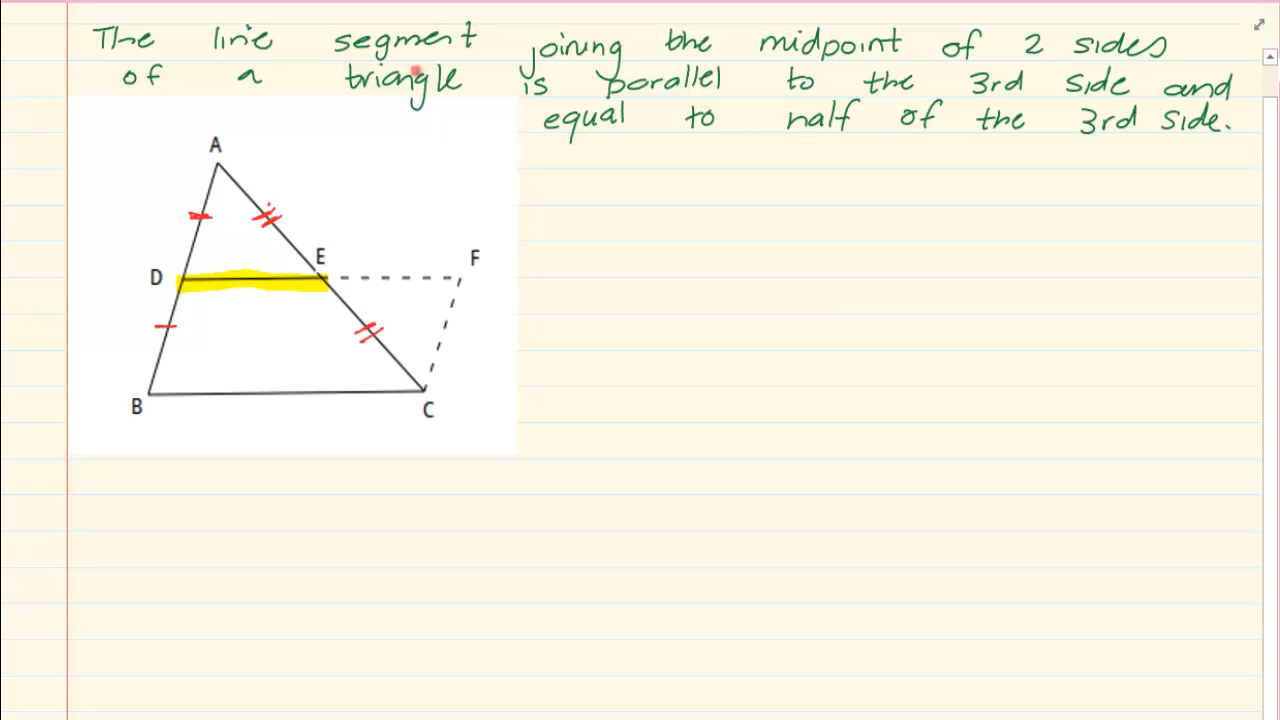 The line segment joining the midpoint of 2 sides
of a triangle is parallel to the 3rd side and
equal to half of the 3rd side.
A
E
F
D
B
C